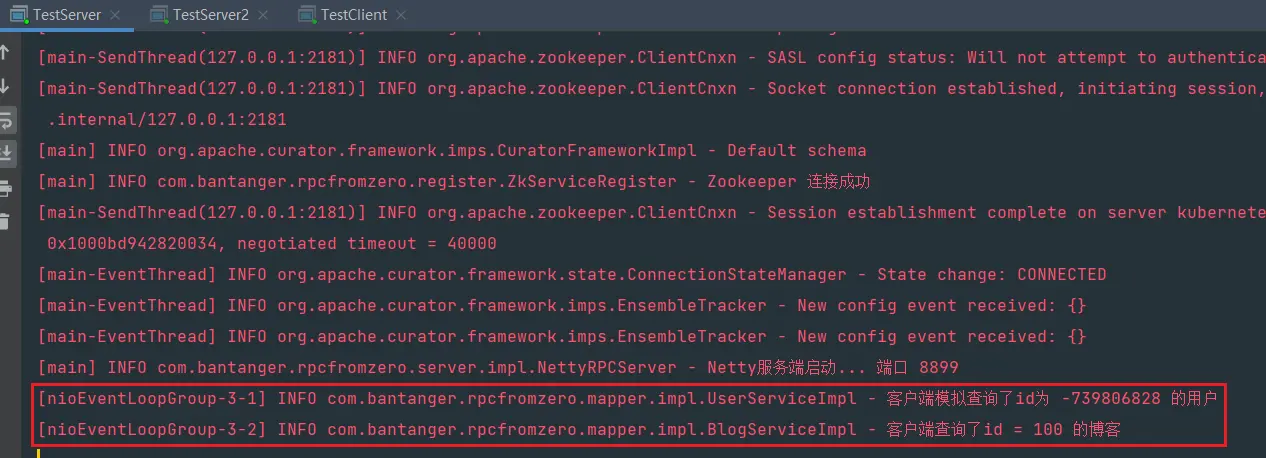 TestServer TestServer2 TestClient
[main-SendThread(127.0.0.1:2181)] INFO org.apache.zookeeper.ClientCnxn - SASL config status: Will not attempt to authentica
[main-SendThread(127.0.0.1:2181)] INFO org.apache.zookeeper.ClientCnxn - Socket connection established, initiating session,
.internal/127.0.0.1:2181
[main] INFO org.apache.curator.framework.imps.CuratorFrameworkImpl - Default schema
[main] INFO com.bantanger.rpcfromzero.register.ZkServiceRegister - Zookeeper 连接成功
[main-SendThread(127.0.0.1:2181)] INFO org.apache.zookeeper.ClientCnxn - Session establishment complete on server kubernete
0x1000bd942820034, negotiated timeout = 40000
[main-EventThread] INFO org.apache.curator.framework.state.ConnectionStateManager - State change: CONNECTED
[main-EventThread] INFO org.apache.curator.framework.imps.EnsembleTracker - New config event received: {}
[main-EventThread] INFO org.apache.curator.framework.imps.EnsembleTracker - New config event received: {}
[main] INFO com.bantanger.rpcfromzero.server.impl.NettyRPCServer - Netty服务端启动... 端口 8899
[nioEventLoopGroup-3-1] INFO com.bantanger.rpcfromzero.mapper.impl.UserServiceImpl - 客户端模拟查询了id为 -739806828 的用户
[nioEventLoopGroup-3-2] INFO com.bantanger.rpcfromzero.mapper.impl.BlogServiceImpl - 客户端查询了id = 100 的博客